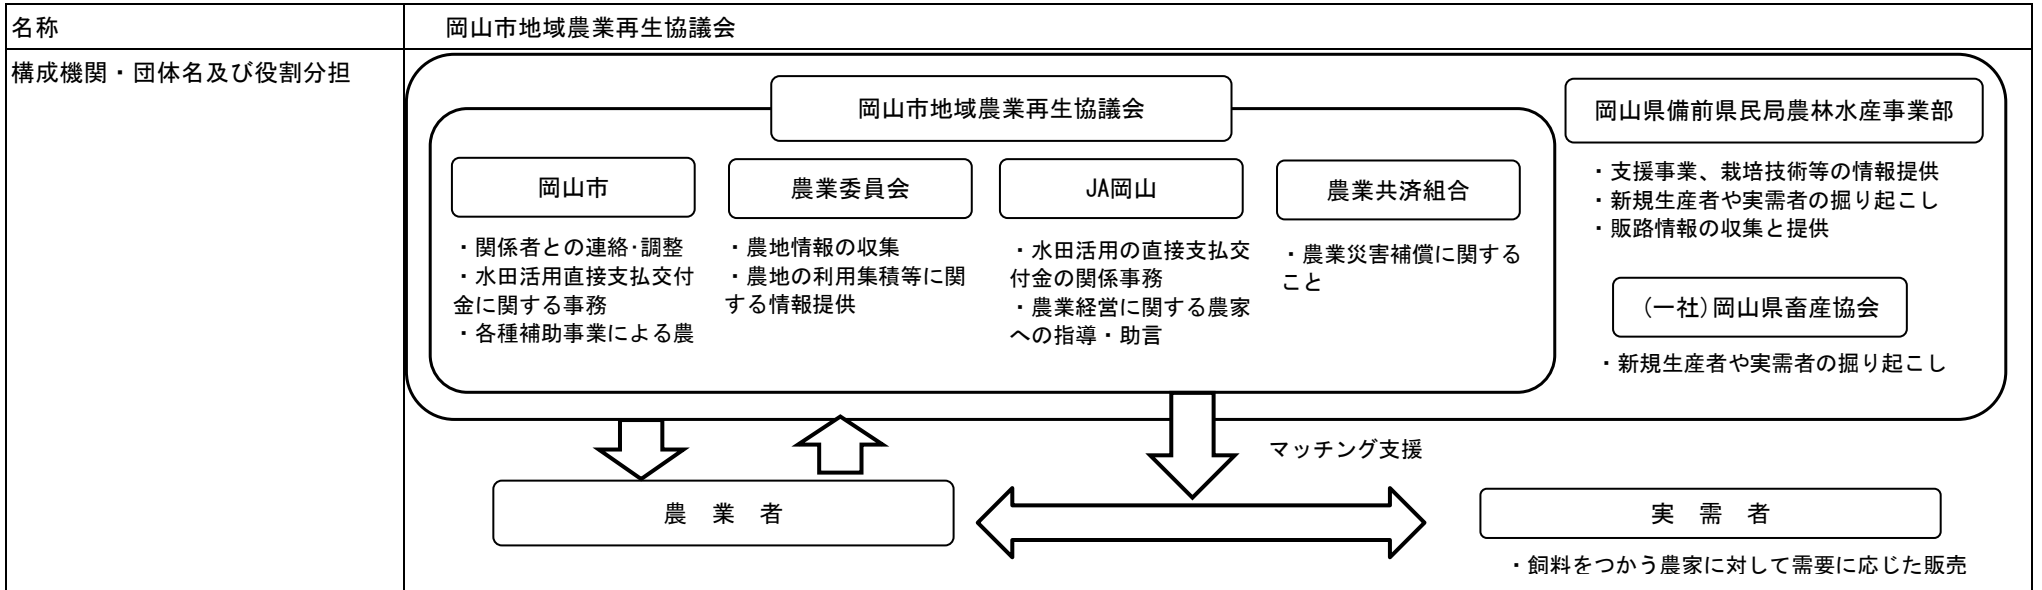 名称
岡山市地域農業再生協議会
構成機関・団体名及び役割分担
岡山市地域農業再生協議会
岡山市
・関係者との連絡・調整
・水田活用直接支払交付
金に関する事務
・各種補助事業による農
農業委員会
・農地情報の収集
・農地の利用集積等に関
する情報提供
JA岡山
・水田活用の直接支払交
付金の関係事務
・農業経営に関する農家
への指導・助言
農業共済組合
・農業災害補償に関する
こと
岡山県備前県民局農林水産事業部
・支援事業、栽培技術等の情報提供
・新規生産者や実需者の掘り起こし
・販路情報の収集と提供
(一社)岡山県畜産協会
・新規生産者や実需者の掘り起こし
マッチング支援
農　業　者
実　需　者
・飼料をつかう農家に対して需要に応じた販売